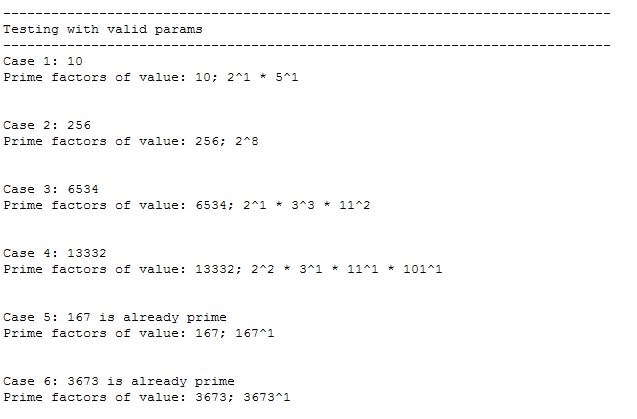 ----------------------------------------------------------------------------
Testing with valid params
----------------------------------------------------------------------------
Case 1: 10
Prime factors of value: 10; 2^1 * 5^1
Case 2: 256
Prime factors of value: 256; 2^8
Case 3: 6534
Prime factors of value: 6534; 2^1 * 3^3 * 11^2
Case 4: 13332
Prime factors of value: 13332; 2^2 * 3^1 * 11^1 * 101^1
Case 5: 167 is already prime
Prime factors of value: 167; 167^1
Case 6: 3673 is already prime
Prime factors of value: 3673; 3673^1